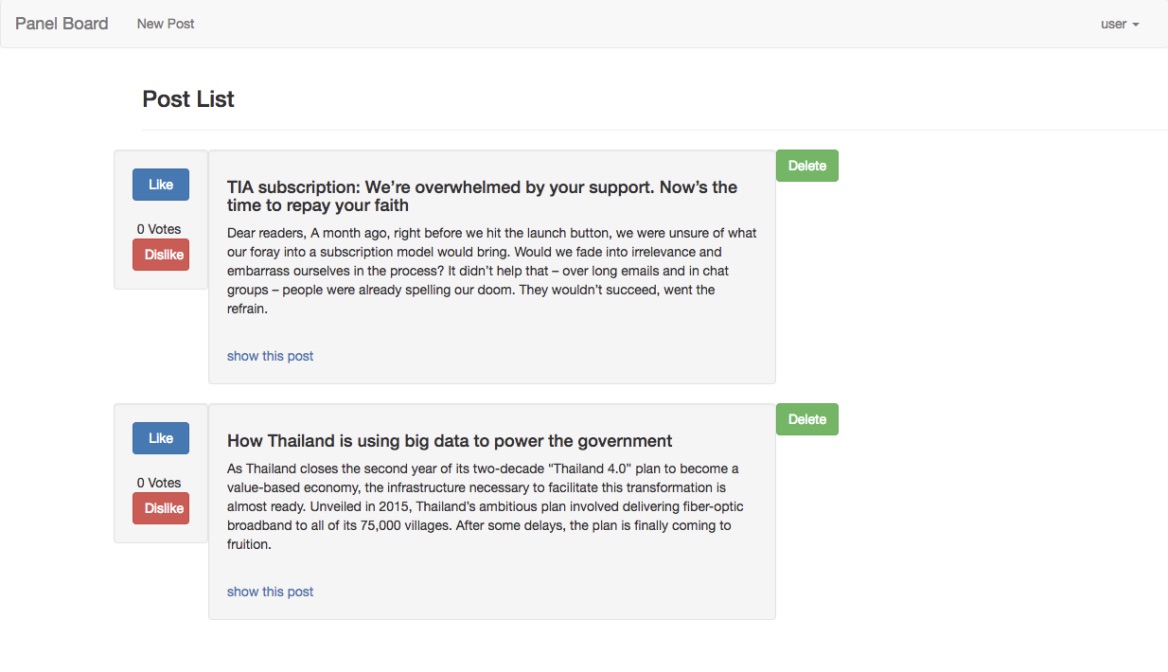 Panel Board New Post user
Post List
Like
0 Votes
Dislike
TIA subscription: We’re overwhelmed by your support. Now’s the
time to repay your faith
Dear readers, A month ago, right before we hit the launch button, we were unsure of what
our foray into a subscription model would bring. Would we fade into irrelevance and
embarrass ourselves in the process? It didn’t help that – over long emails and in chat
groups – people were already spelling our doom. They wouldn’t succeed, went the
refrain.
show this post
Delete
Like
0 Votes
Dislike
How Thailand is using big data to power the government
As Thailand closes the second year of its two-decade “Thailand 4.0” plan to become a
value-based economy, the infrastructure necessary to facilitate this transformation is
almost ready. Unveiled in 2015, Thailand’s ambitious plan involved delivering fiber-optic
broadband to all of its 75,000 villages. After some delays, the plan is finally coming to
fruition.
show this post
Delete